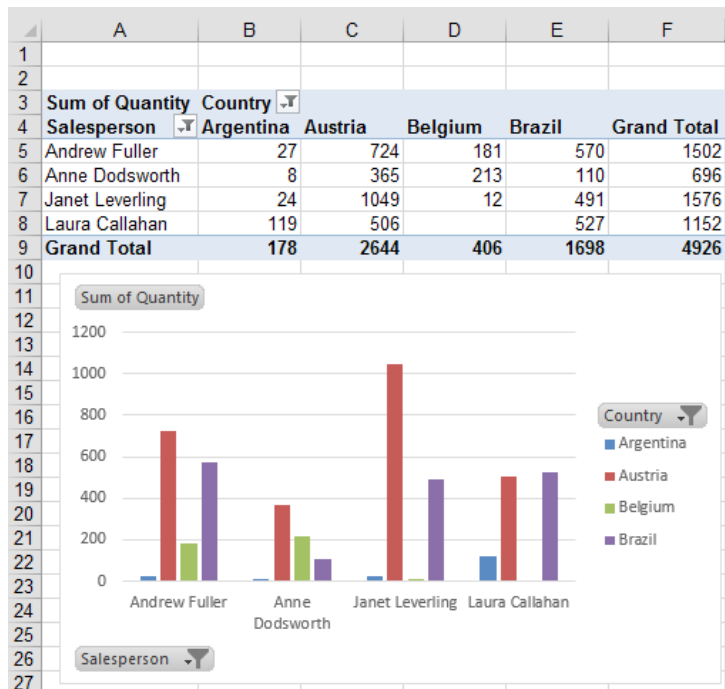 A B C D E F
1
2
3 Sum of Quantity Country
4 Salesperson Argentina Austria Belgium Brazil Grand Total
5 Andrew Fuller 27 724 181 570 1502
6 Anne Dodsworth 8 365 213 110 696
7 Janet Leverling 24 1049 12 491 1576
8 Laura Callahan 119 506 527 1152
9 Grand Total 178 2644 406 1698 4926
10
11 Sum of Quantity
12 1200
13
14 1000
15
16 800 Country
17 Argentina
18 600 Austria
19 400 Belgium
20
21 200 Brazil
22
23 0
24 Andrew Fuller Anne Dodsworth Janet Leverling Laura Callahan
25
26 Salesperson
27